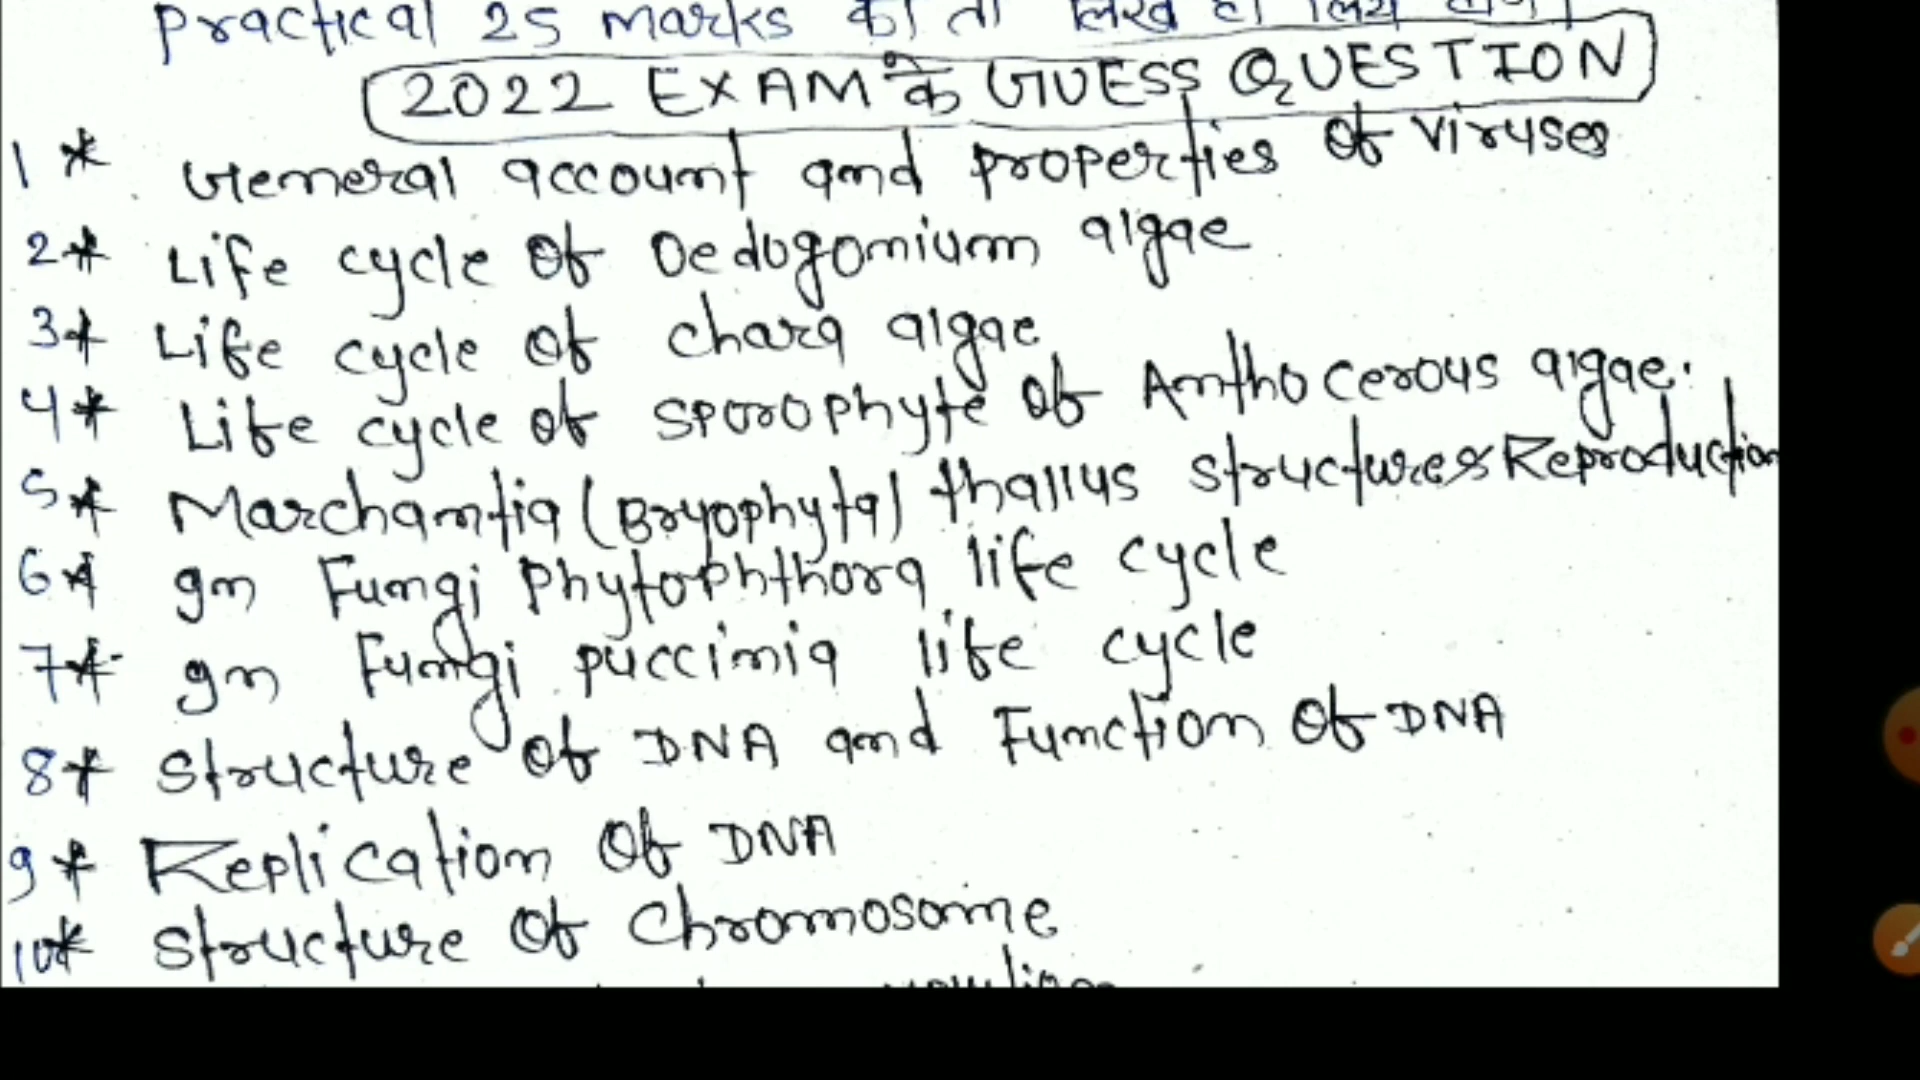 Practical 25 marks का तो
2022 EXAM के GUESS QUESTION
1* General account and properties of Viruses
2* Life cycle of Oedogonium algae
3* Life cycle of chara algae
4* Life cycle of sporophyte of Anthocerous algae.
5* Marchantia (Bryophyta) thallus structure & Reproduction
6* gn Fungi Phytophthora life cycle
7* gn Fungi puccinia life cycle
8* Structure of DNA and Function of DNA
9* Replication of DNA
10* Structure of Chromosome